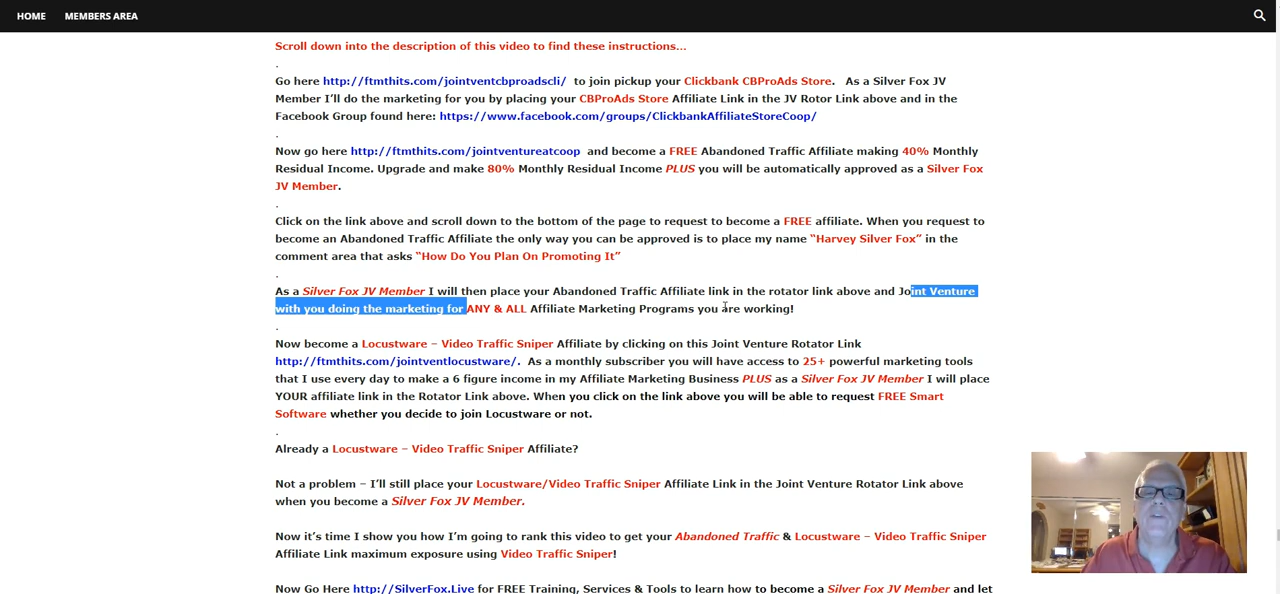 HOME MEMBERS AREA
Scroll down into the description of this video to find these instructions...
.
Go here http://ftmthits.com/jointventcbproadscli/ to join pickup your Clickbank CBProAds Store. As a Silver Fox JV
Member I'll do the marketing for you by placing your CBProAds Store Affiliate Link in the JV Rotor Link above and in the
Facebook Group found here: https://www.facebook.com/groups/ClickbankAffiliateStoreCoop/
.
Now go here http://ftmthits.com/jointventureatcoop and become a FREE Abandoned Traffic Affiliate making 40% Monthly
Residual Income. Upgrade and make 80% Monthly Residual Income PLUS you will be automatically approved as a Silver Fox
JV Member.
.
Click on the link above and scroll down to the bottom of the page to request to become a FREE affiliate. When you request to
become an Abandoned Traffic Affiliate the only way you can be approved is to place my name "Harvey Silver Fox" in the
comment area that asks "How Do You Plan On Promoting It"
.
As a Silver Fox JV Member I will then place your Abandoned Traffic Affiliate link in the rotator link above and Joint Venture
with you doing the marketing for ANY & ALL Affiliate Marketing Programs you are working!
.
Now become a Locustware – Video Traffic Sniper Affiliate by clicking on this Joint Venture Rotator Link
http://ftmthits.com/jointventlocustware/. As a monthly subscriber you will have access to 25+ powerful marketing tools
that I use every day to make a 6 figure income in my Affiliate Marketing Business PLUS as a Silver Fox JV Member I will place
YOUR affiliate link in the Rotator Link above. When you click on the link above you will be able to request FREE Smart
Software whether you decide to join Locustware or not.
.
Already a Locustware – Video Traffic Sniper Affiliate?
Not a problem – I'll still place your Locustware/Video Traffic Sniper Affiliate Link in the Joint Venture Rotator Link above
when you become a Silver Fox JV Member.
Now it's time I show you how I'm going to rank this video to get your Abandoned Traffic & Locustware – Video Traffic Sniper
Affiliate Link maximum exposure using Video Traffic Sniper!
Now Go Here http://SilverFox.Live for FREE Training, Services & Tools to learn how to become a Silver Fox JV Member and let